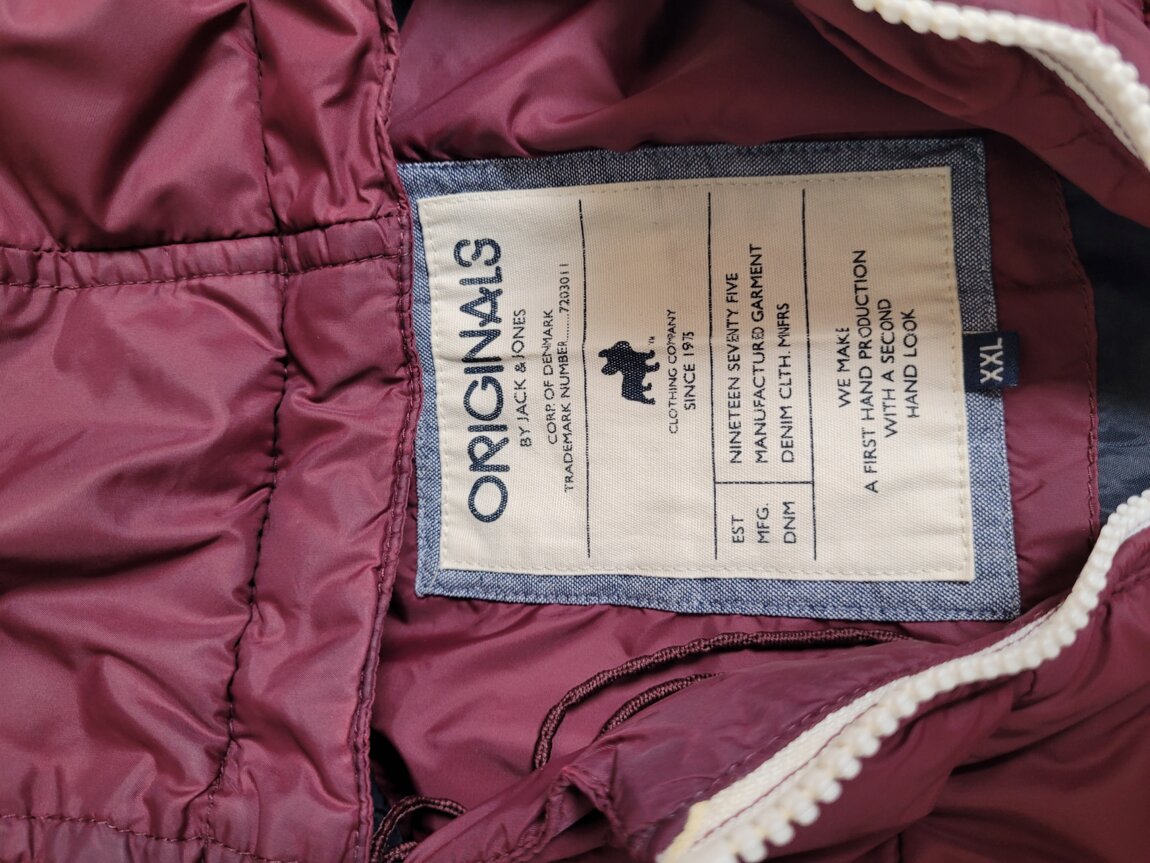 ORIGINALS
BY JACK & JONES
CORP. OF DENMARK
TRADEMARK NUMBER......7203011
TM
CLOTHING COMPANY
SINCE 1975
EST NINETEEN SEVENTY FIVE
MFG. MANUFACTURED GARMENT
DNM DENIM CLTH. MNFRS
WE MAKE
A FIRST HAND PRODUCTION
WITH A SECOND
HAND LOOK
XXL